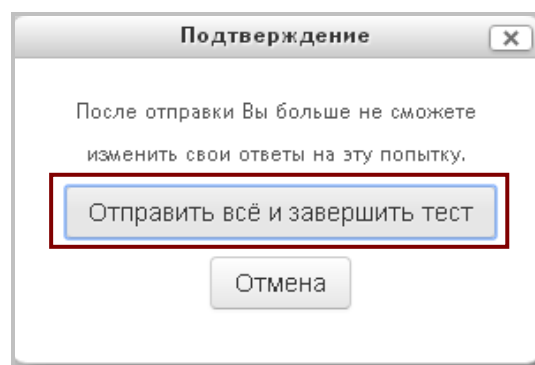 Подтверждение
После отправки Вы больше не сможете
изменить свои ответы на эту попытку.
Отправить всё и завершить тест
Отмена